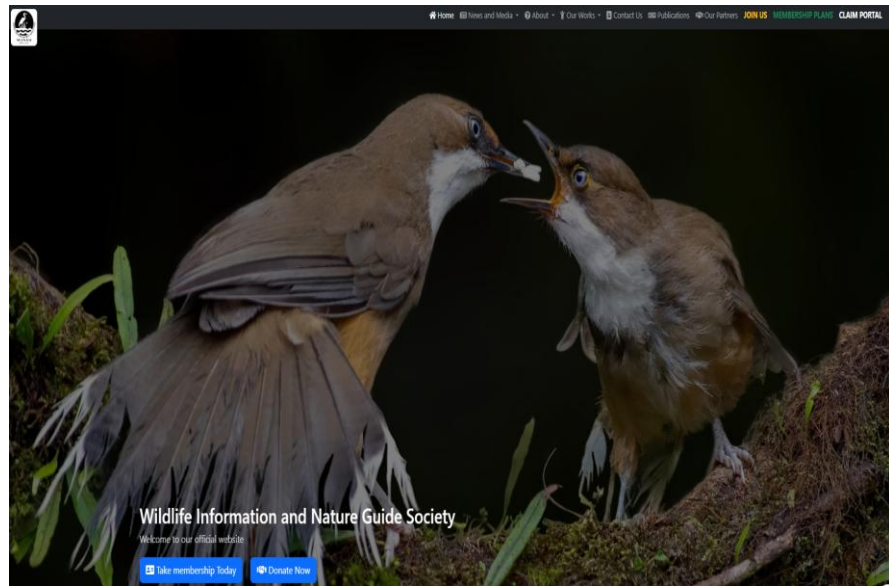 Home News and Media About Our Works Contact Us Publications Our Partners JOIN US MEMBERSHIP PLANS CLAIM PORTAL
Wildlife Information and Nature Guide Society
Welcome to our official website
Take membership Today Donate Now